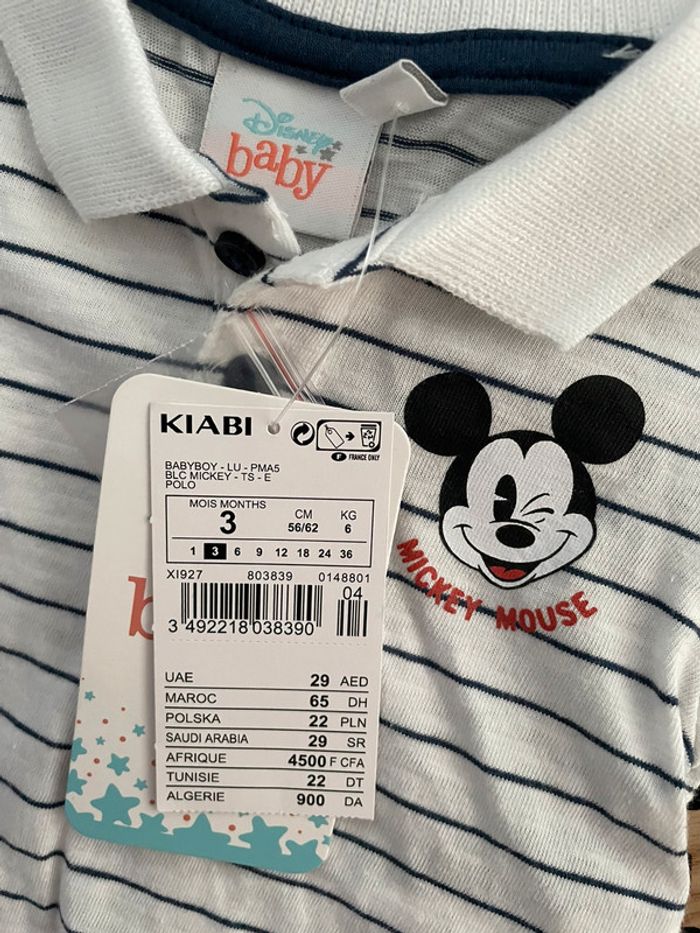 DISNEY
baby
KIABI
FRANCE ONLY
BABYBOY - LU - PMA5
BLC MICKEY - TS - E
POLO
MOIS MONTHS CM KG
3 56/62 6
1 3 6 9 12 18 24 36
XI927 803839 0148801
04
3 492218 038390
UAE 29 AED
MAROC 65 DH
POLSKA 22 PLN
SAUDI ARABIA 29 SR
AFRIQUE 4500 F CFA
TUNISIE 22 DT
ALGERIE 900 DA
MICKEY MOUSE